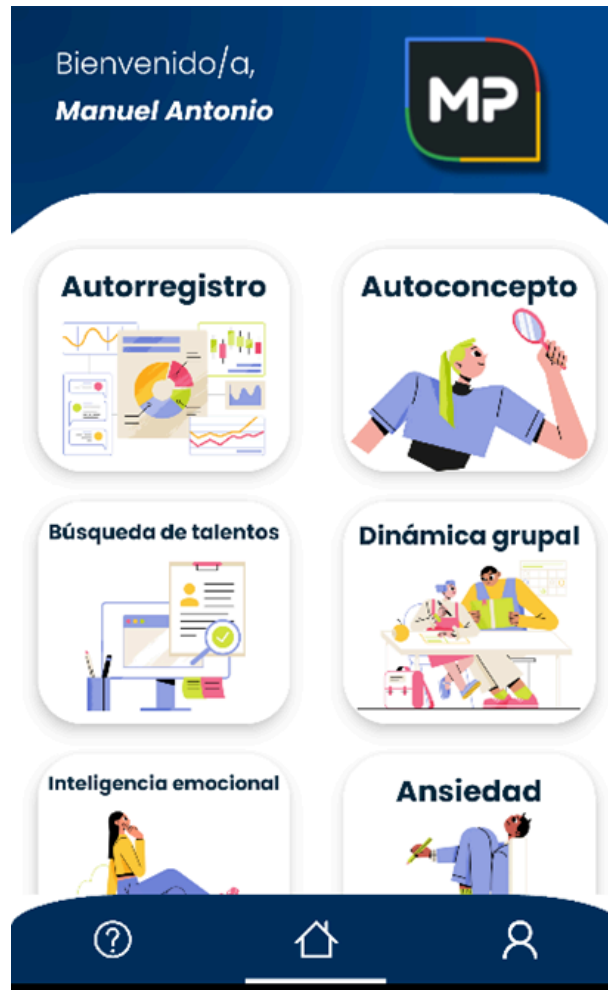 Bienvenido/a,
Manuel Antonio
MP
Autorregistro
Autoconcepto
Búsqueda de talentos
Dinámica grupal
Inteligencia emocional
Ansiedad
?